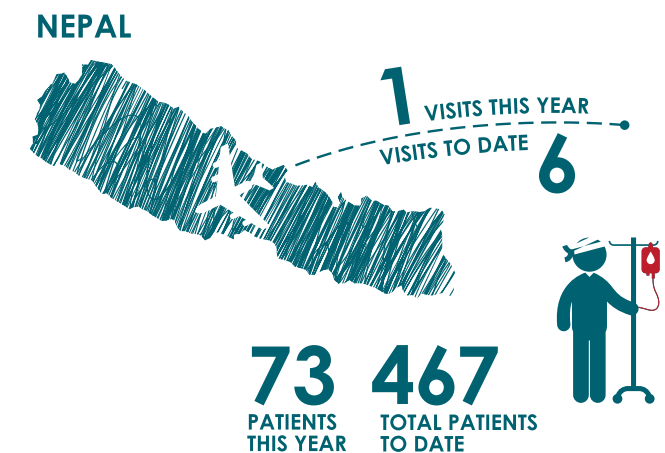 NEPAL
1 VISITS THIS YEAR
VISITS TO DATE 6
73
PATIENTS
THIS YEAR
467
TOTAL PATIENTS
TO DATE